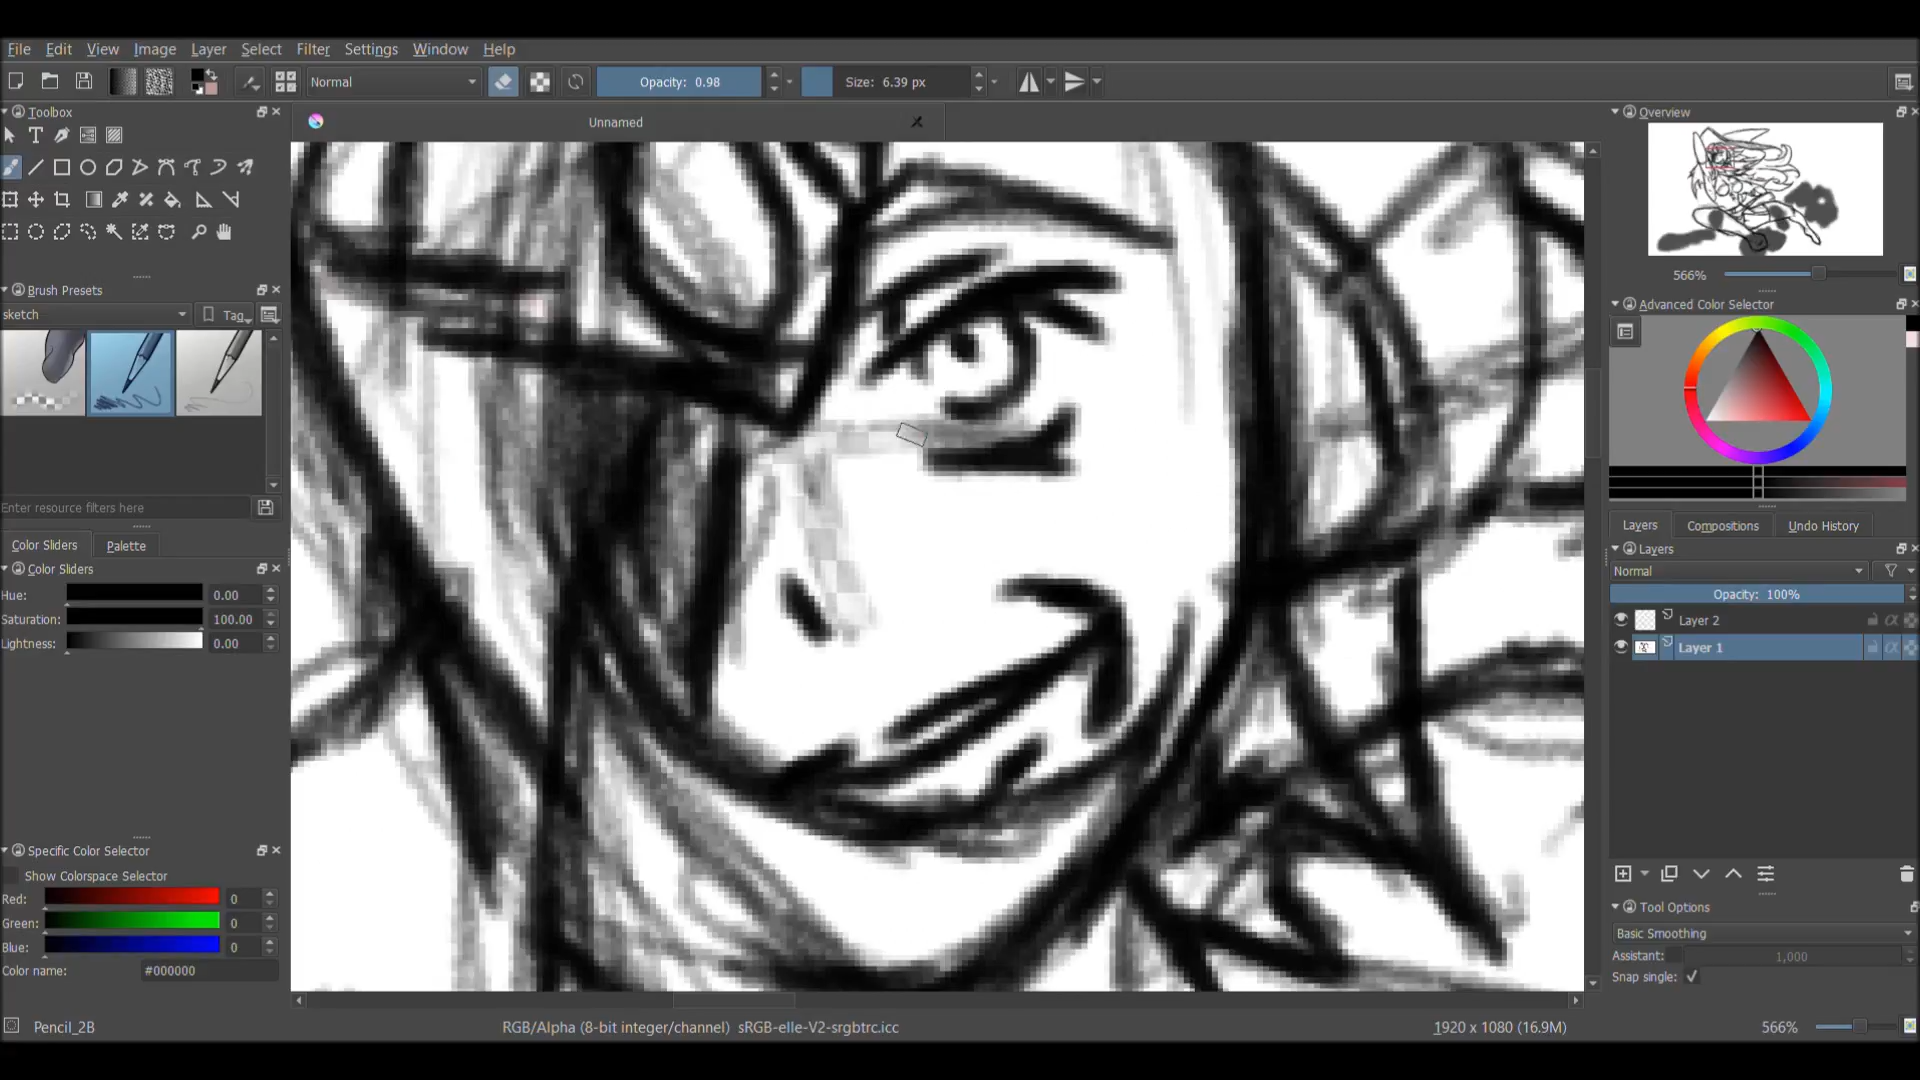 File Edit View Image Layer Select Filter Settings Window Help
Normal Opacity: 0.98 Size: 6.39 px
Toolbox
Unnamed
Overview
566%
Brush Presets
sketch Tag
Enter resource filters here
Color Sliders Palette
Color Sliders
Hue: 0.00
Saturation: 100.00
Lightness: 0.00
Specific Color Selector
Show Colorspace Selector
Red: 0
Green: 0
Blue: 0
Color name: #000000
Advanced Color Selector
Layers Compositions Undo History
Layers
Normal
Opacity: 100%
Layer 2
Layer 1
Tool Options
Basic Smoothing
Assistant: 1,000
Snap single:
Pencil_2B RGB/Alpha (8-bit integer/channel) sRGB-elle-V2-srgbtrc.icc 1920 x 1080 (16.9M) 566%